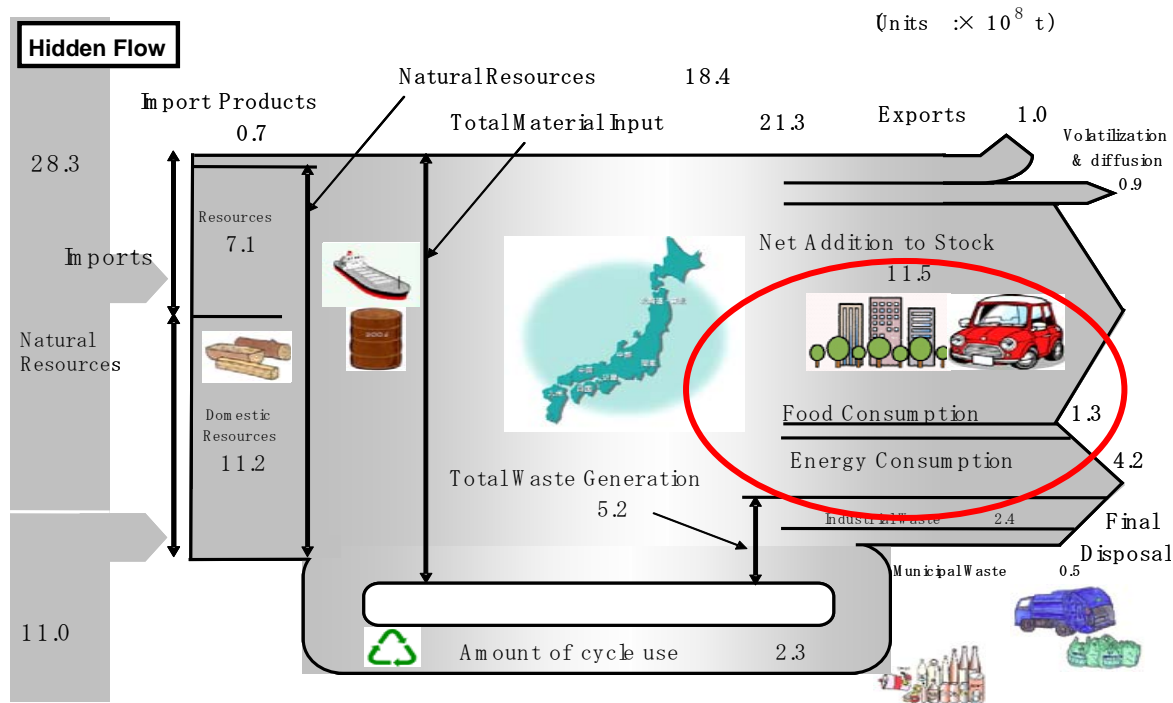 Hidden Flow
(Units :× 10⁸ t)
Natural Resources 18.4
Import Products
0.7
Total Material Input 21.3
Exports 1.0
Volatilization
& diffusion
0.9
28.3
Resources
7.1
Imports
Net Addition to Stock
11.5
Natural
Resources
Domestic
Resources
11.2
Food Consumption 1.3
Energy Consumption 4.2
Total Waste Generation
5.2
Industrial Waste 2.4
Final
Disposal
Municipal Waste 0.5
11.0
Amount of cycle use 2.3